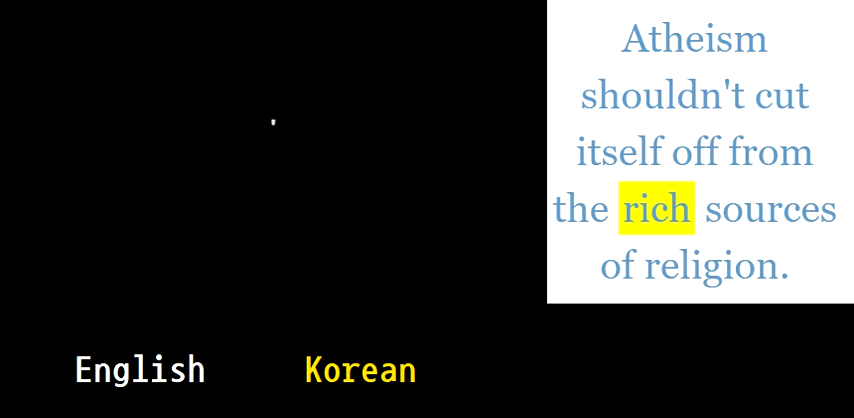 Atheism
shouldn't cut
itself off from
the rich sources
of religion.
English Korean